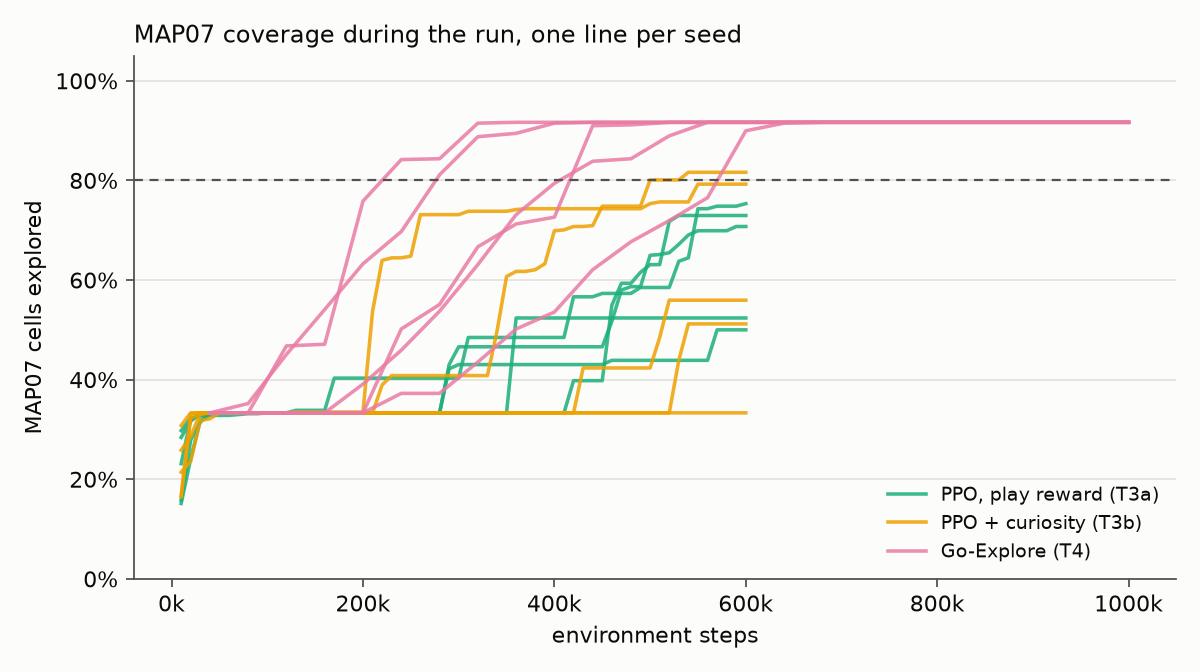 MAP07 coverage during the run, one line per seed
100%
80%
60%
40%
20%
0%
MAP07 cells explored
0k 200k 400k 600k 800k 1000k
environment steps
PPO, play reward (T3a)
PPO + curiosity (T3b)
Go-Explore (T4)